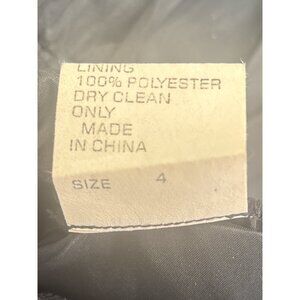 LINING
100% POLYESTER
DRY CLEAN
ONLY
MADE
IN CHINA
SIZE 4